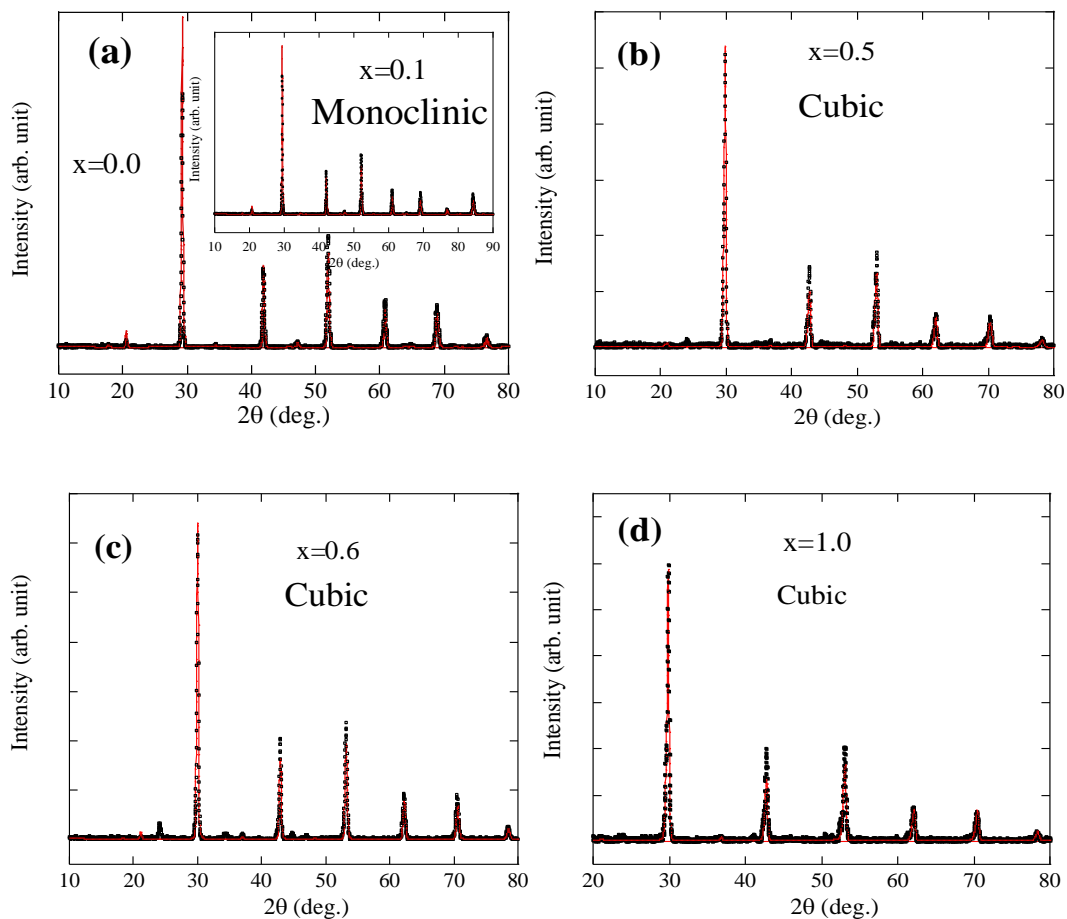 (a)
x=0.0
Intensity (arb. unit)
10 20 30 40 50 60 70 80
2θ (deg.)
x=0.1
Monoclinic
Intensity (arb. unit)
10 20 30 40 50 60 70 80 90
2θ (deg.)
(b)
x=0.5
Cubic
Intensity (arb. unit)
10 20 30 40 50 60 70 80
2θ (deg.)
(c)
x=0.6
Cubic
Intensity (arb. unit)
10 20 30 40 50 60 70 80
2θ (deg.)
(d)
x=1.0
Cubic
Intensity (arb. unit)
20 30 40 50 60 70 80
2θ (deg.)